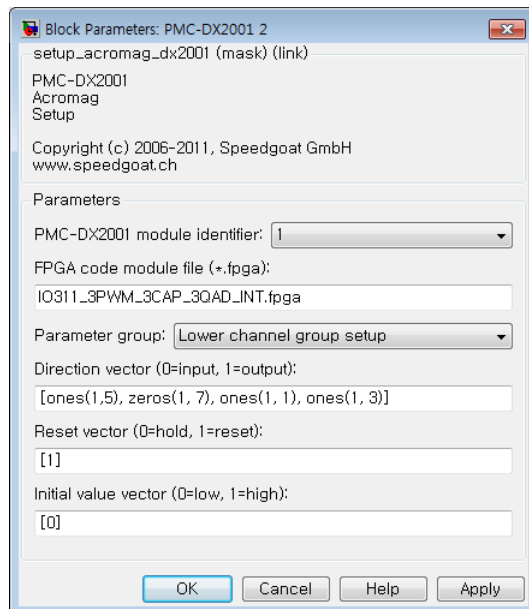 Block Parameters: PMC-DX2001 2
setup_acromag_dx2001 (mask) (link)
PMC-DX2001
Acromag
Setup
Copyright (c) 2006-2011, Speedgoat GmbH
www.speedgoat.ch
Parameters
PMC-DX2001 module identifier: 1
FPGA code module file (*.fpga):
IO311_3PWM_3CAP_3QAD_INT.fpga
Parameter group: Lower channel group setup
Direction vector (0=input, 1=output):
[ones(1,5), zeros(1, 7), ones(1, 1), ones(1, 3)]
Reset vector (0=hold, 1=reset):
[1]
Initial value vector (0=low, 1=high):
[0]
OK Cancel Help Apply